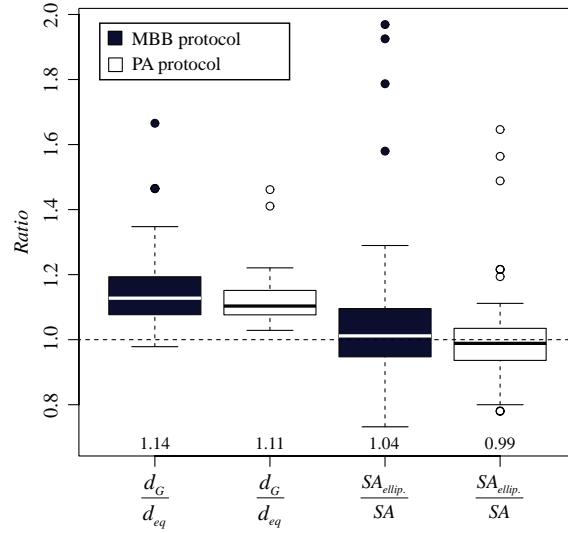 2.0
MBB protocol
PA protocol
1.8
1.6
1.4
1.2
1.0
0.8
Ratio
1.14 1.11 1.04 0.99
d_G/d_eq d_G/d_eq SA_ellip./SA SA_ellip./SA